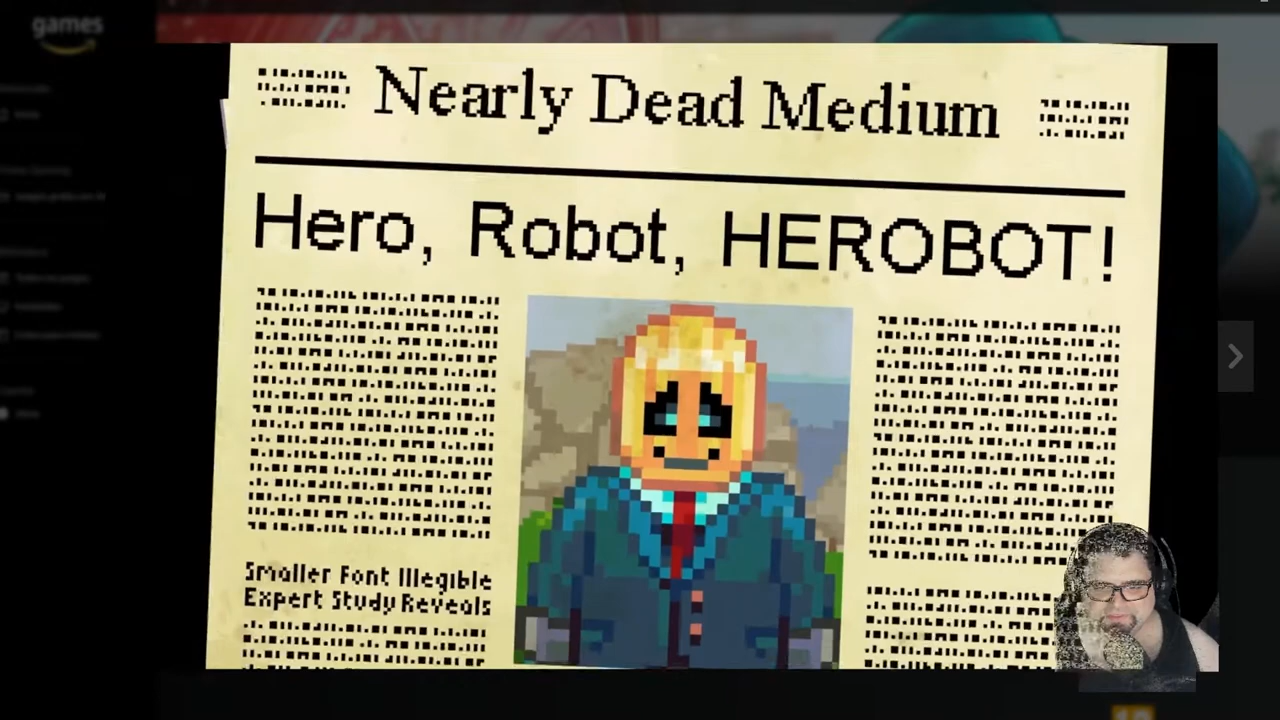 games
Nearly Dead Medium
Hero, Robot, HEROBOT!
Smaller Font Illegible
Expert Study Reveals